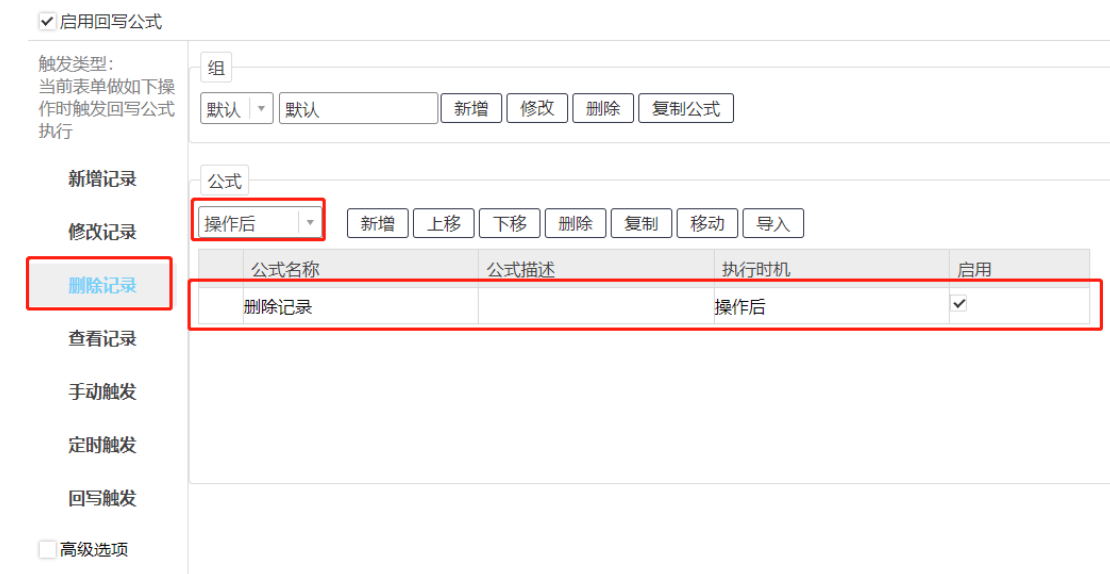 启用回写公式
触发类型：
当前表单做如下操
作时触发回写公式
执行
新增记录
修改记录
删除记录
查看记录
手动触发
定时触发
回写触发
高级选项
组
默认 默认 新增 修改 删除 复制公式
公式
操作后 新增 上移 下移 删除 复制 移动 导入
公式名称 公式描述 执行时机 启用
删除记录 操作后